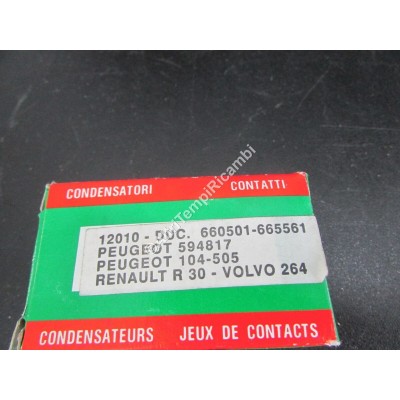 CONDENSATORI CONTATTI
12010 - DUC. 660501-665561
PEUGEOT 594817
PEUGEOT 104-505
RENAULT R 30 - VOLVO 264
CONDENSATEURS JEUX DE CONTACTS